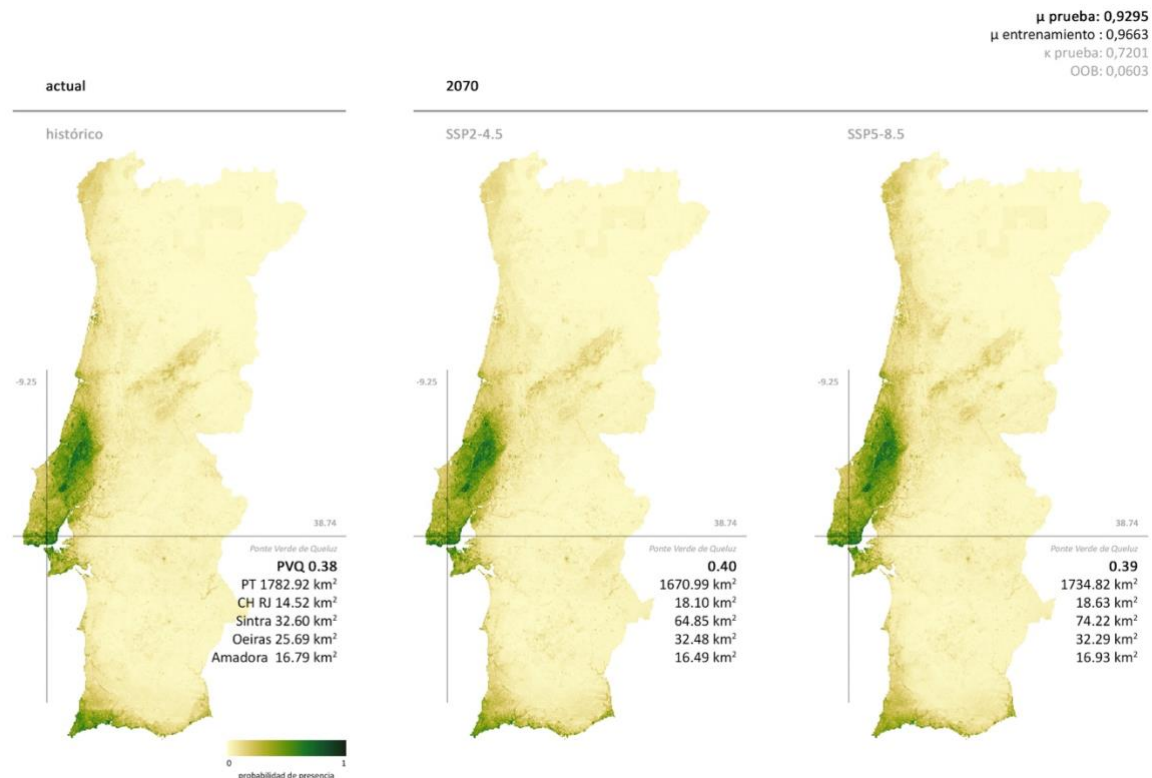 μ prueba: 0,9295
μ entrenamiento : 0,9663
κ prueba: 0,7201
OOB: 0,0603
actual
2070
histórico
SSP2-4.5
SSP5-8.5
-9.25
-9.25
-9.25
38.74
38.74
38.74
Ponte Verde de Queluz
PVQ 0.38
PT 1782.92 km²
CH RJ 14.52 km²
Sintra 32.60 km²
Oeiras 25.69 km²
Amadora 16.79 km²
Ponte Verde de Queluz
0.40
1670.99 km²
18.10 km²
64.85 km²
32.48 km²
16.49 km²
Ponte Verde de Queluz
0.39
1734.82 km²
18.63 km²
74.22 km²
32.29 km²
16.93 km²
0 1
probabilidad de presencia